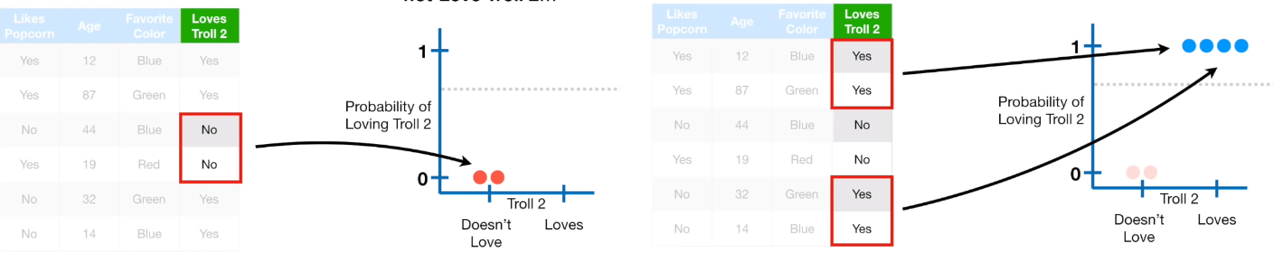 not Love Troll 2...
Likes Popcorn Age Favorite Color Loves Troll 2
Yes 12 Blue Yes
Yes 87 Green Yes
No 44 Blue No
Yes 19 Red No
No 32 Green Yes
No 14 Blue Yes
1
Probability of
Loving Troll 2
0
Troll 2
Doesn't
Love
Loves
Likes Popcorn Age Favorite Color Loves Troll 2
Yes 12 Blue Yes
Yes 87 Green Yes
No 44 Blue No
Yes 19 Red No
No 32 Green Yes
No 14 Blue Yes
1
Probability of
Loving Troll 2
0
Troll 2
Doesn't
Love
Loves